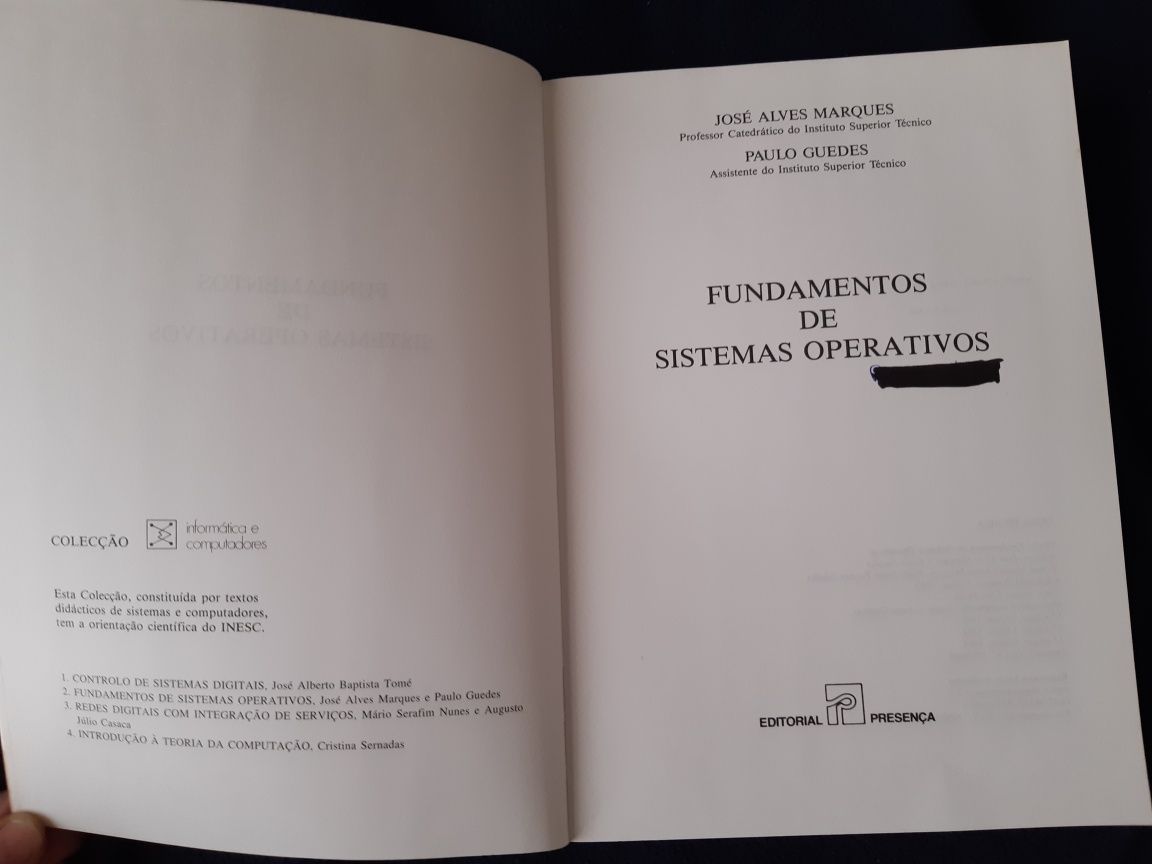 COLECÇÃO
informática e
computadores
Esta Colecção, constituída por textos
didácticos de sistemas e computadores,
tem a orientação científica do INESC.
1. CONTROLO DE SISTEMAS DIGITAIS, José Alberto Baptista Tomé
2. FUNDAMENTOS DE SISTEMAS OPERATIVOS, José Alves Marques e Paulo Guedes
3. REDES DIGITAIS COM INTEGRAÇÃO DE SERVIÇOS, Mário Serafim Nunes e Augusto
Júlio Casaca
4. INTRODUÇÃO À TEORIA DA COMPUTAÇÃO, Cristina Sernadas
JOSÉ ALVES MARQUES
Professor Catedrático do Instituto Superior Técnico
PAULO GUEDES
Assistente do Instituto Superior Técnico
FUNDAMENTOS
DE
SISTEMAS OPERATIVOS
EDITORIAL PRESENÇA